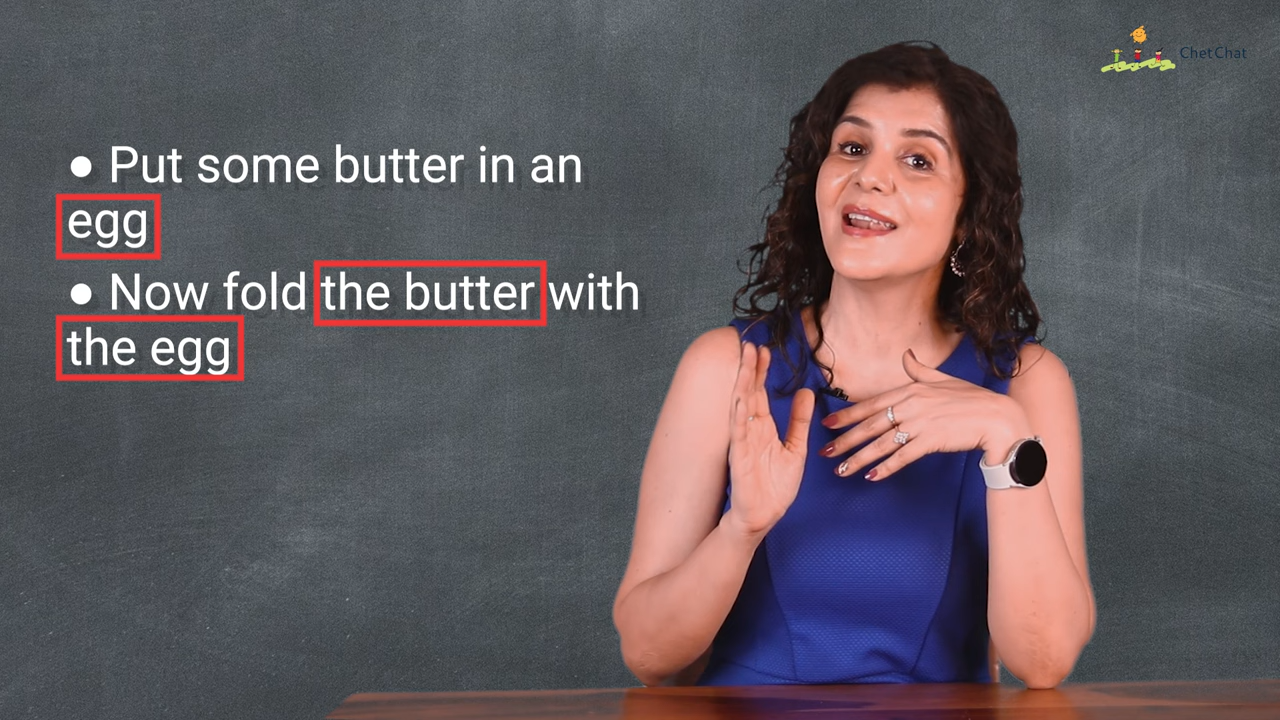 ● Put some butter in an
egg
● Now fold the butter with
the egg
ChetChat